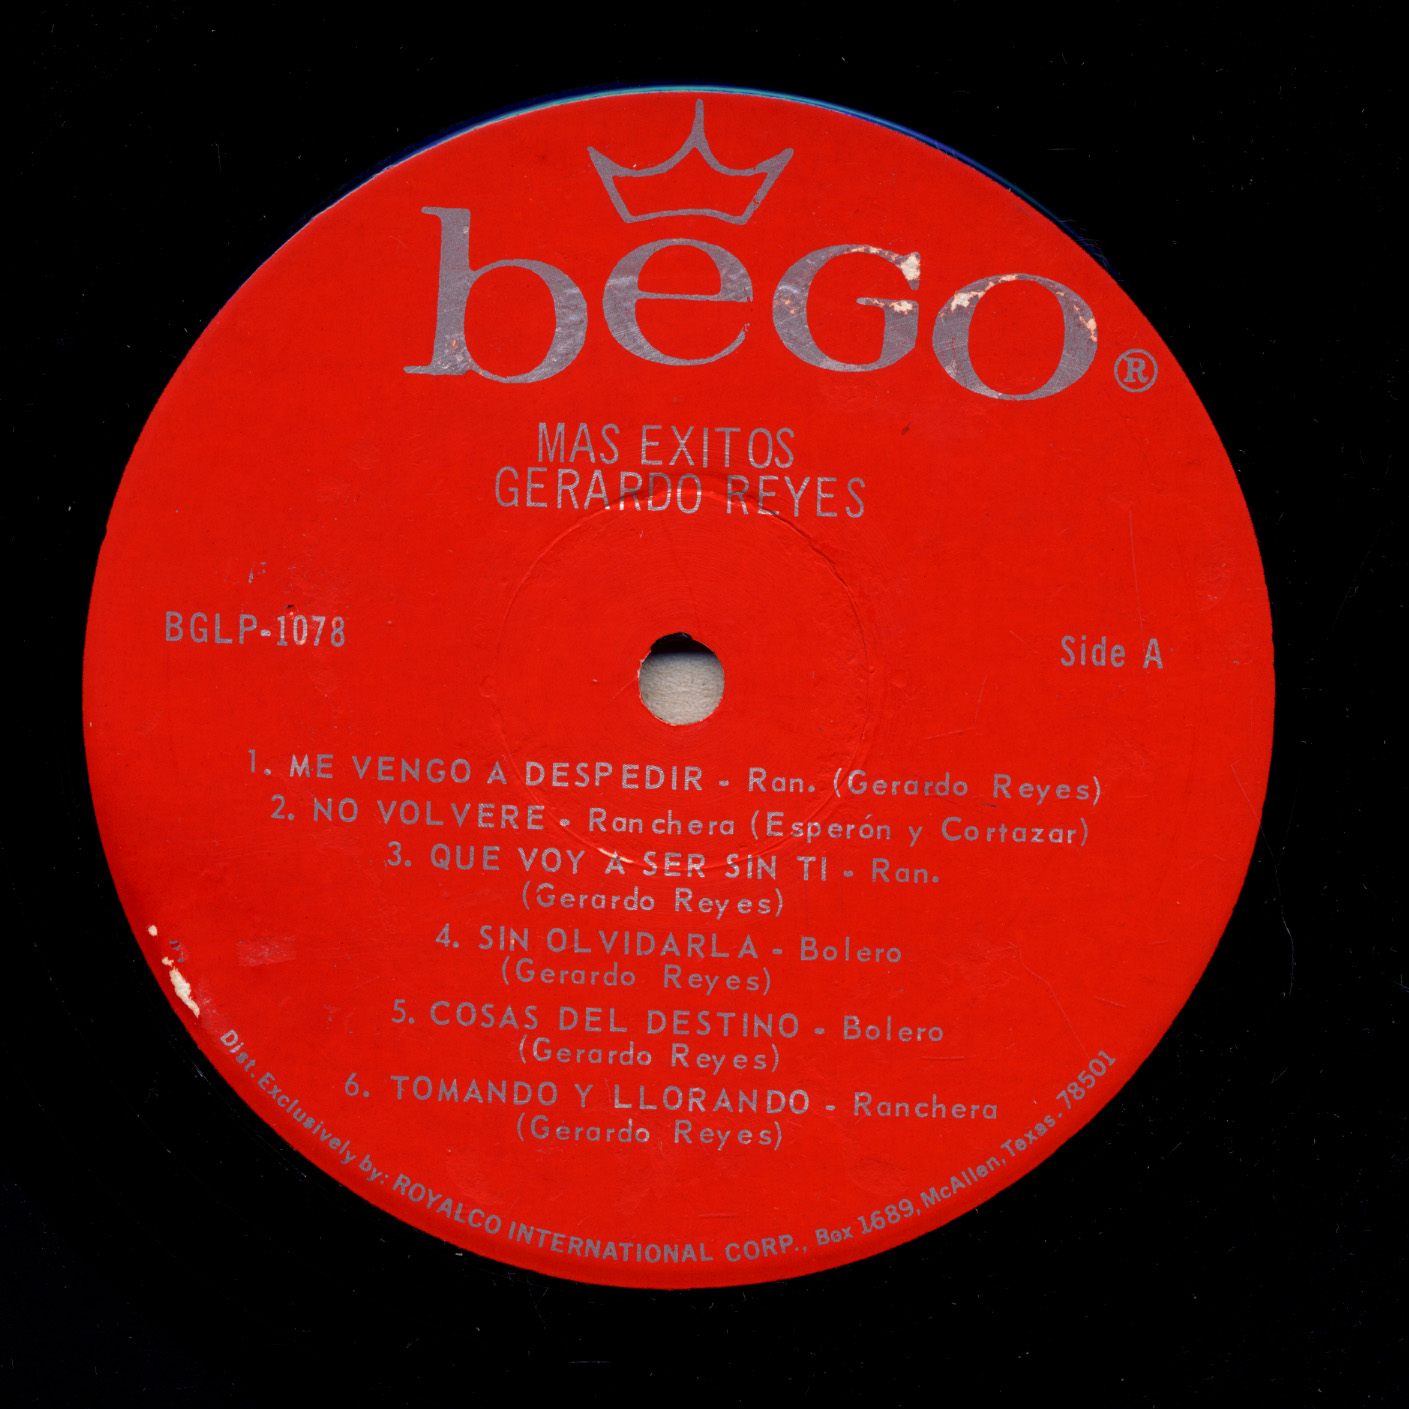 bego ®
MAS EXITOS
GERARDO REYES
BGLP-1078
Side A
1. ME VENGO A DESPEDIR - Ran. (Gerardo Reyes)
2. NO VOLVERE - Ranchera (Esperón y Cortazar)
3. QUE VOY A SER SIN TI - Ran.
(Gerardo Reyes)
4. SIN OLVIDARLA - Bolero
(Gerardo Reyes)
5. COSAS DEL DESTINO - Bolero
(Gerardo Reyes)
6. TOMANDO Y LLORANDO - Ranchera
(Gerardo Reyes)
Dist. Exclusively by: ROYALCO INTERNATIONAL CORP., Box 1689, McAllen, Texas. 78501